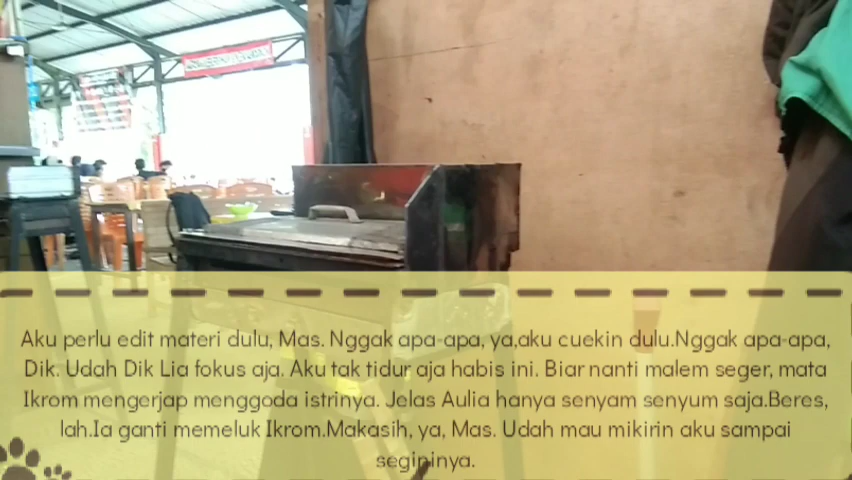 Aku perlu edit materi dulu, Mas. Nggak apa-apa, ya,aku cuekin dulu.Nggak apa-apa,
Dik. Udah Dik Lia fokus aja. Aku tak tidur aja habis ini. Biar nanti malem seger, mata
Ikrom mengerjap menggoda istrinya. Jelas Aulia hanya senyam senyum saja.Beres,
lah.Ia ganti memeluk Ikrom.Makasih, ya, Mas. Udah mau mikirin aku sampai
segininya.